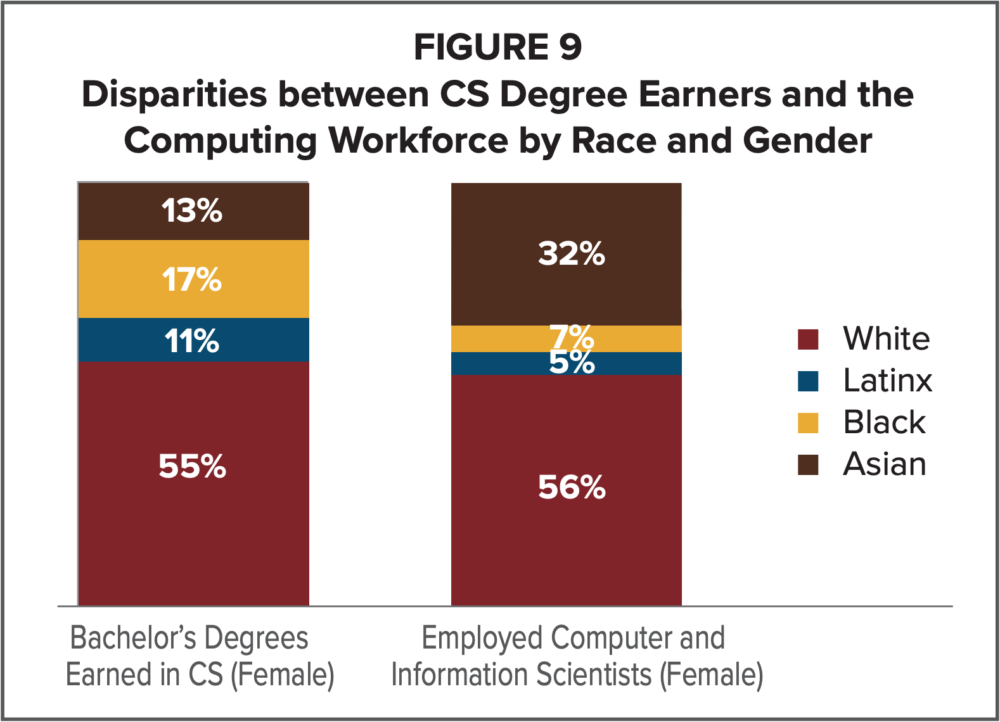 FIGURE 9
Disparities between CS Degree Earners and the
Computing Workforce by Race and Gender
13%
17%
11%
55%
32%
7%
5%
56%
White
Latinx
Black
Asian
Bachelor’s Degrees
Earned in CS (Female)
Employed Computer and
Information Scientists (Female)